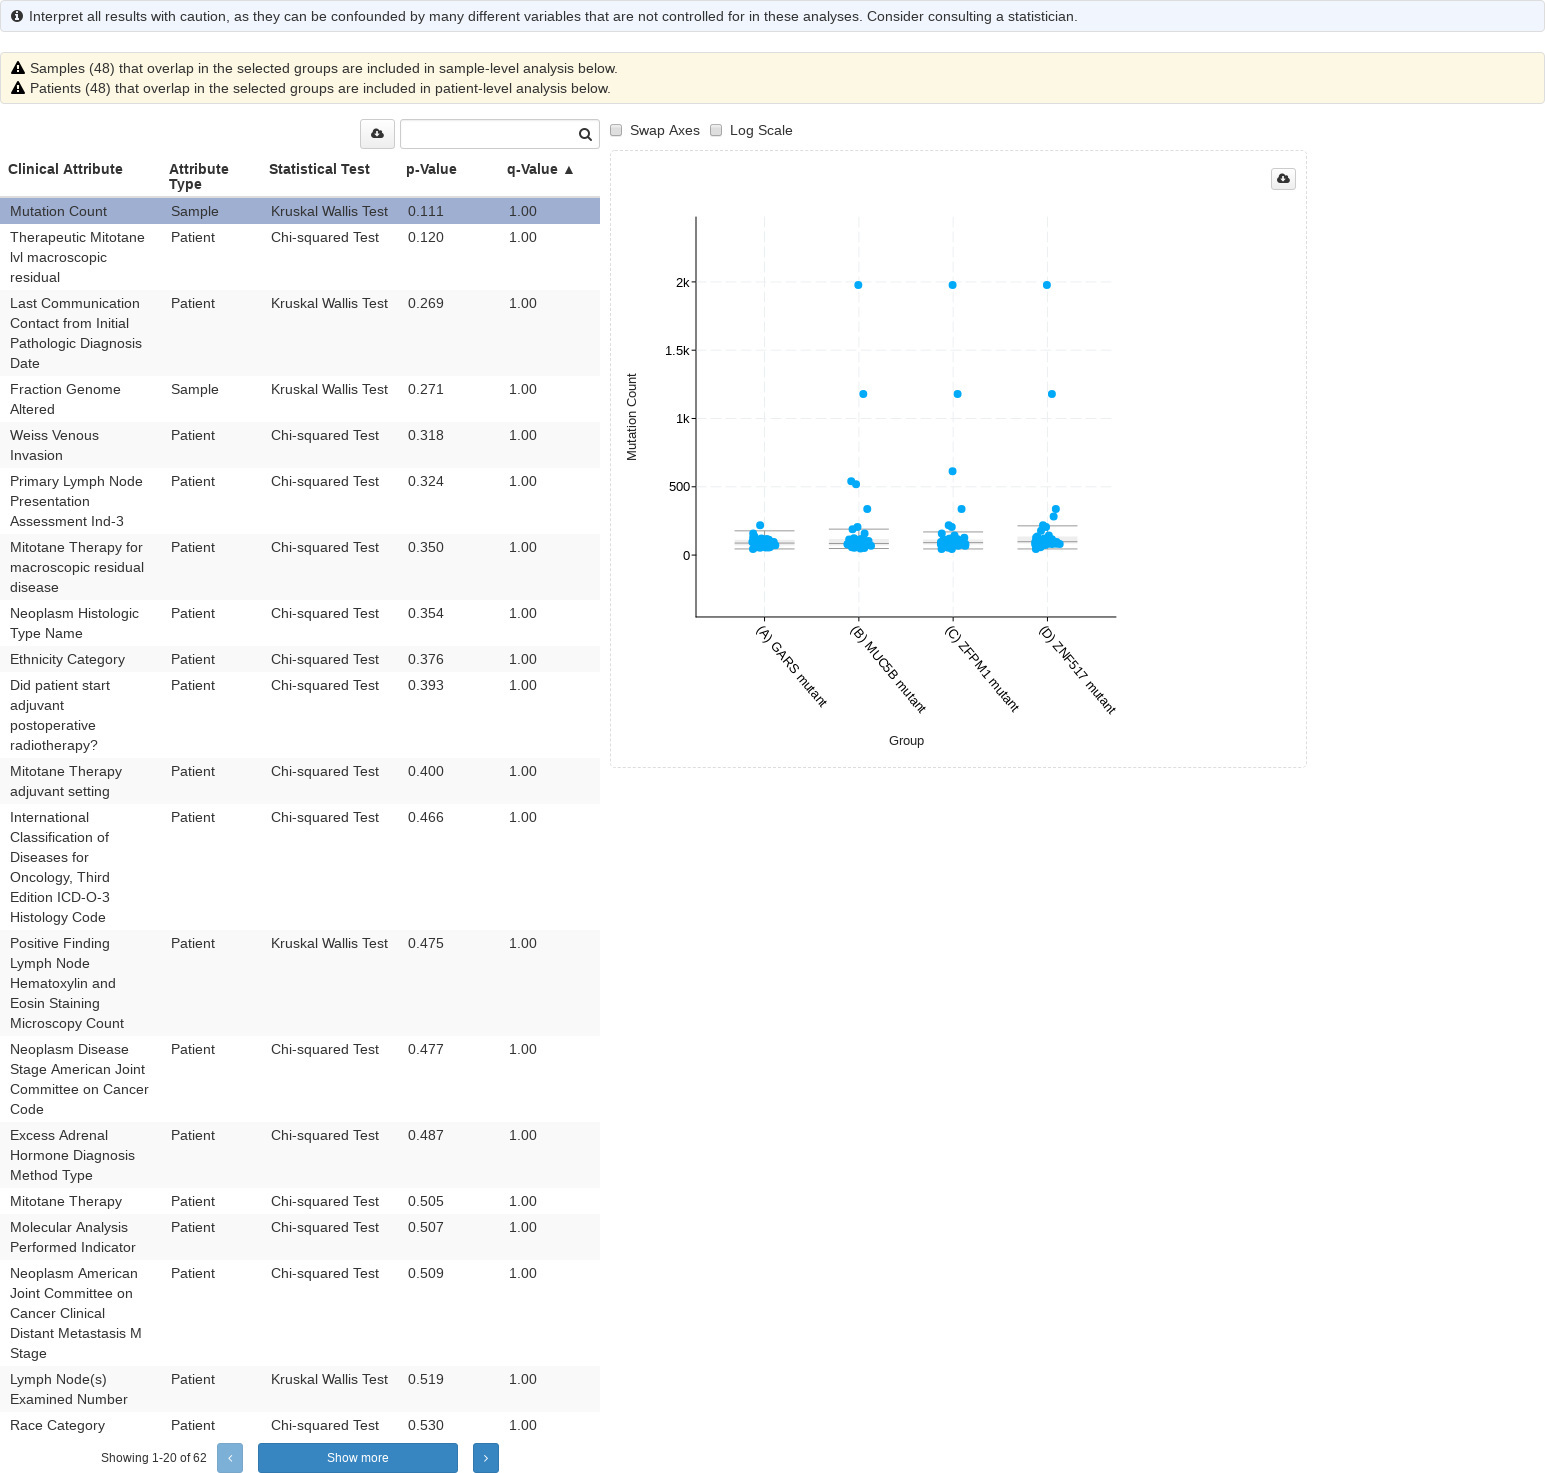 Interpret all results with caution, as they can be confounded by many different variables that are not controlled for in these analyses. Consider consulting a statistician.
Samples (48) that overlap in the selected groups are included in sample-level analysis below.
Patients (48) that overlap in the selected groups are included in patient-level analysis below.
Clinical Attribute Attribute Type Statistical Test p-Value q-Value ▲
Mutation Count Sample Kruskal Wallis Test 0.111 1.00
Therapeutic Mitotane Patient Chi-squared Test 0.120 1.00
lvl macroscopic
residual
Last Communication Patient Kruskal Wallis Test 0.269 1.00
Contact from Initial
Pathologic Diagnosis
Date
Fraction Genome Sample Kruskal Wallis Test 0.271 1.00
Altered
Weiss Venous Patient Chi-squared Test 0.318 1.00
Invasion
Primary Lymph Node Patient Chi-squared Test 0.324 1.00
Presentation
Assessment Ind-3
Mitotane Therapy for Patient Chi-squared Test 0.350 1.00
macroscopic residual
disease
Neoplasm Histologic Patient Chi-squared Test 0.354 1.00
Type Name
Ethnicity Category Patient Chi-squared Test 0.376 1.00
Did patient start Patient Chi-squared Test 0.393 1.00
adjuvant
postoperative
radiotherapy?
Mitotane Therapy Patient Chi-squared Test 0.400 1.00
adjuvant setting
International Patient Chi-squared Test 0.466 1.00
Classification of
Diseases for
Oncology, Third
Edition ICD-O-3
Histology Code
Positive Finding Patient Kruskal Wallis Test 0.475 1.00
Lymph Node
Hematoxylin and
Eosin Staining
Microscopy Count
Neoplasm Disease Patient Chi-squared Test 0.477 1.00
Stage American Joint
Committee on Cancer
Code
Excess Adrenal Patient Chi-squared Test 0.487 1.00
Hormone Diagnosis
Method Type
Mitotane Therapy Patient Chi-squared Test 0.505 1.00
Molecular Analysis Patient Chi-squared Test 0.507 1.00
Performed Indicator
Neoplasm American Patient Chi-squared Test 0.509 1.00
Joint Committee on
Cancer Clinical
Distant Metastasis M
Stage
Lymph Node(s) Patient Kruskal Wallis Test 0.519 1.00
Examined Number
Race Category Patient Chi-squared Test 0.530 1.00
Showing 1-20 of 62 ‹ Show more ›
Swap Axes Log Scale
Mutation Count
2k
1.5k
1k
500
0
(A) GARS mutant
(B) MUC5B mutant
(C) ZFPM1 mutant
(D) ZNF517 mutant
Group